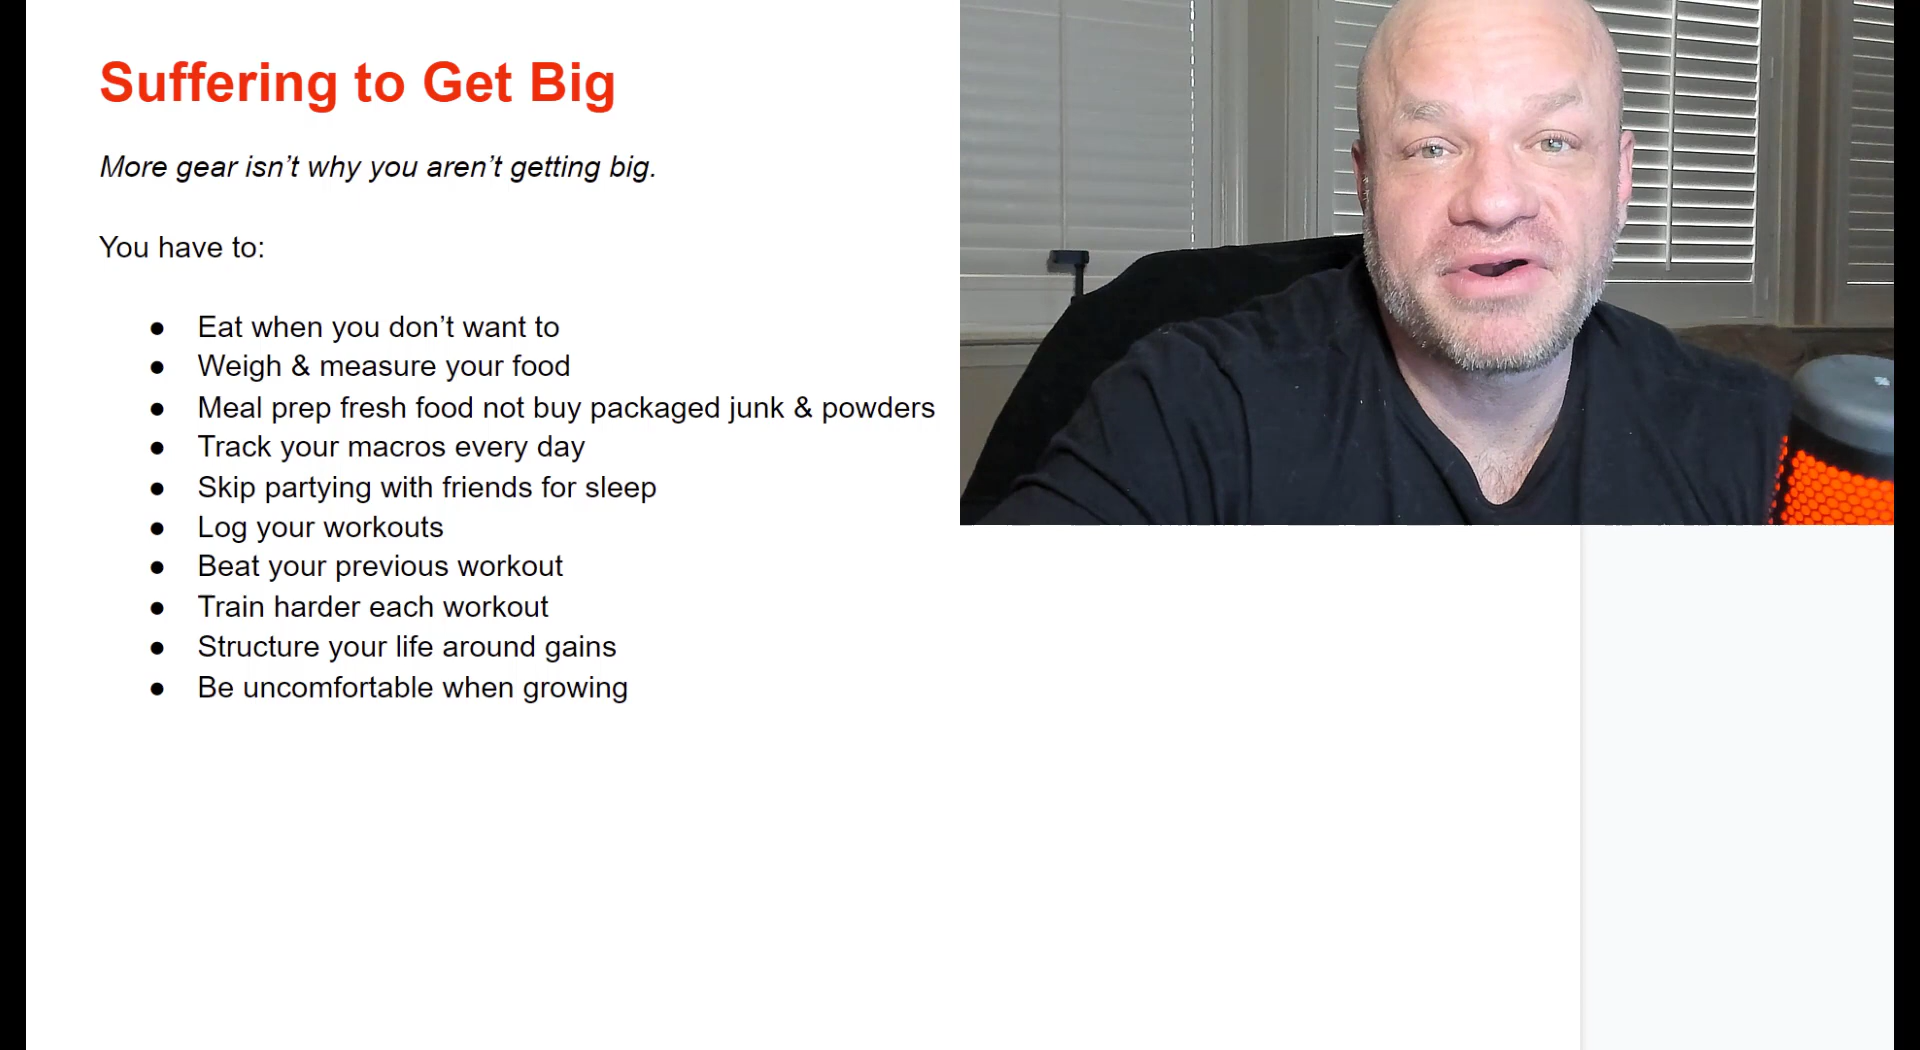 Suffering to Get Big
More gear isn’t why you aren’t getting big.
You have to:
● Eat when you don’t want to
● Weigh & measure your food
● Meal prep fresh food not buy packaged junk & powders
● Track your macros every day
● Skip partying with friends for sleep
● Log your workouts
● Beat your previous workout
● Train harder each workout
● Structure your life around gains
● Be uncomfortable when growing